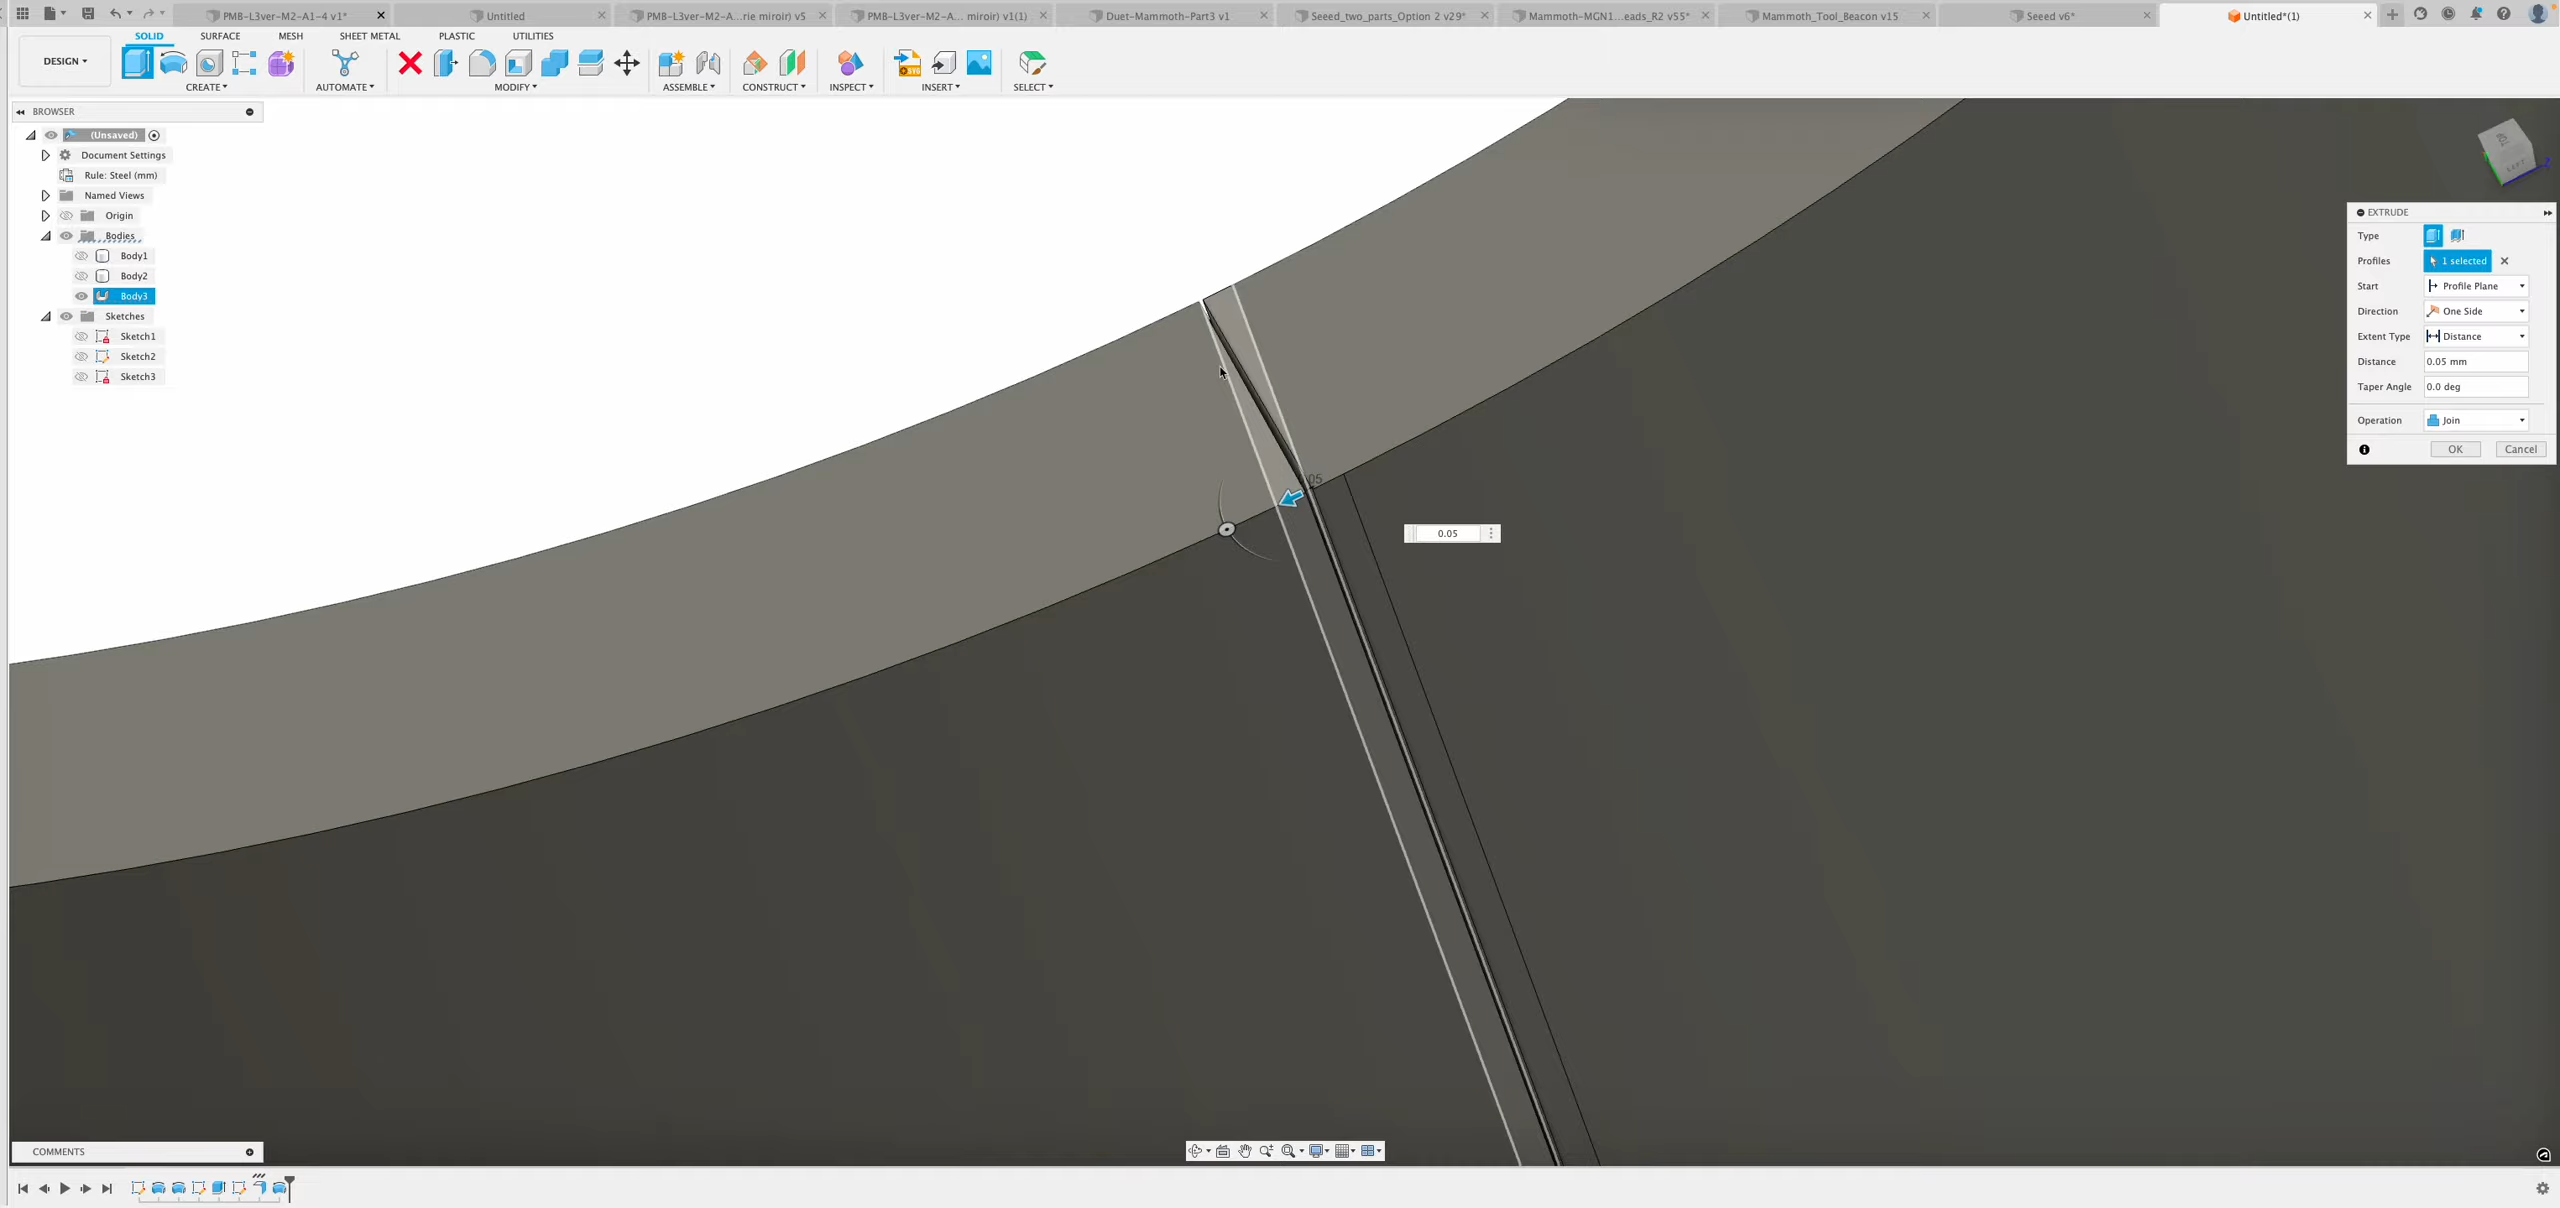 PMB-L3ver-M2-A1-4 v1*
Untitled
PMB-L3ver-M2-A...rie miroir) v5
PMB-L3ver-M2-A... miroir) v1(1)
Duet-Mammoth-Part3 v1
Seeed_two_parts_Option 2 v29*
Mammoth-MGN1...eads_R2 v55*
Mammoth_Tool_Beacon v15
Seeed v6*
Untitled*(1)
SOLID
SURFACE
MESH
SHEET METAL
PLASTIC
UTILITIES
DESIGN
CREATE
AUTOMATE
MODIFY
ASSEMBLE
CONSTRUCT
INSPECT
INSERT
SELECT
BROWSER
(Unsaved)
Document Settings
Rule: Steel (mm)
Named Views
Origin
Bodies
Body1
Body2
Body3
Sketches
Sketch1
Sketch2
Sketch3
LEFT
Z
EXTRUDE
Type
Profiles
1 selected
Start
Profile Plane
Direction
One Side
Extent Type
Distance
Distance
0.05 mm
Taper Angle
0.0 deg
Operation
Join
OK
Cancel
05
0.05
COMMENTS